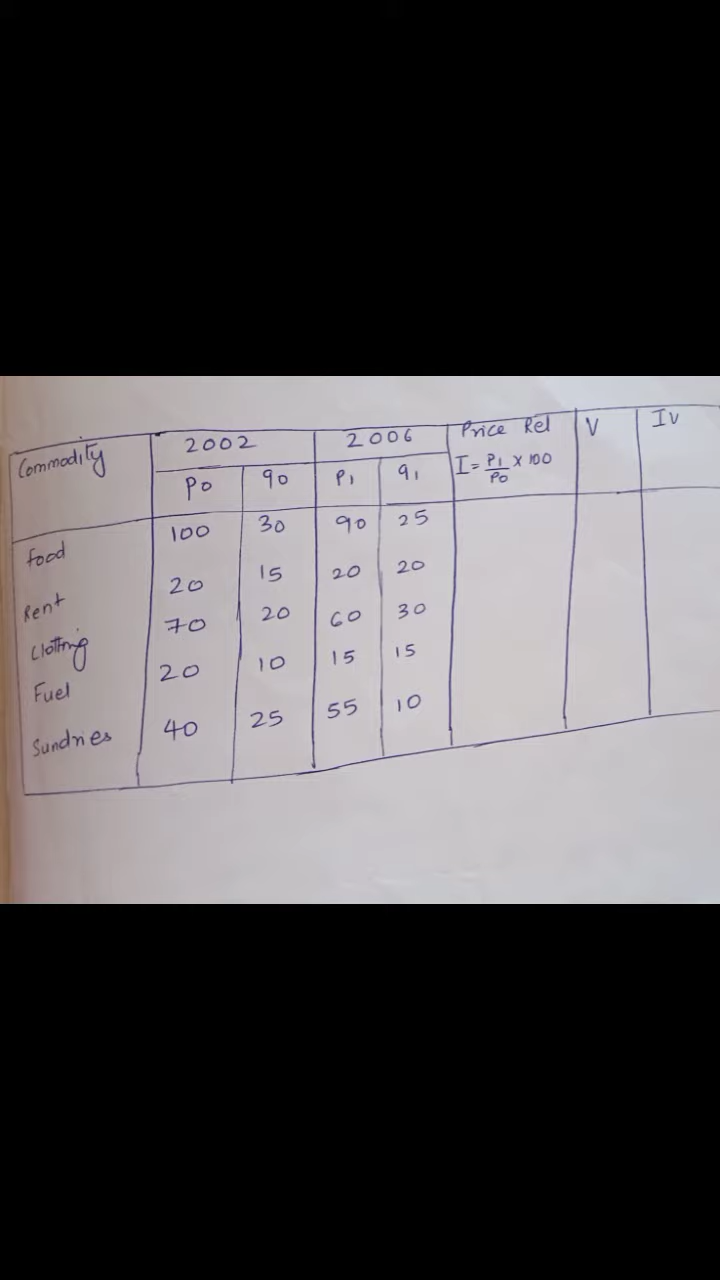 Commodity 2002 2006 Price Rel V IV
P0 q0 P1 q1 I = P1/P0 x 100
food 100 30 90 25
Rent 20 15 20 20
Clothing 70 20 60 30
Fuel 20 10 15 15
Sundries 40 25 55 10